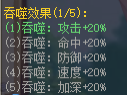 吞噬效果(1/5):
(1)吞噬: 攻击+20%
(2)吞噬: 命中+20%
(3)吞噬: 防御+20%
(4)吞噬: 速度+20%
(5)吞噬: 加深+20%